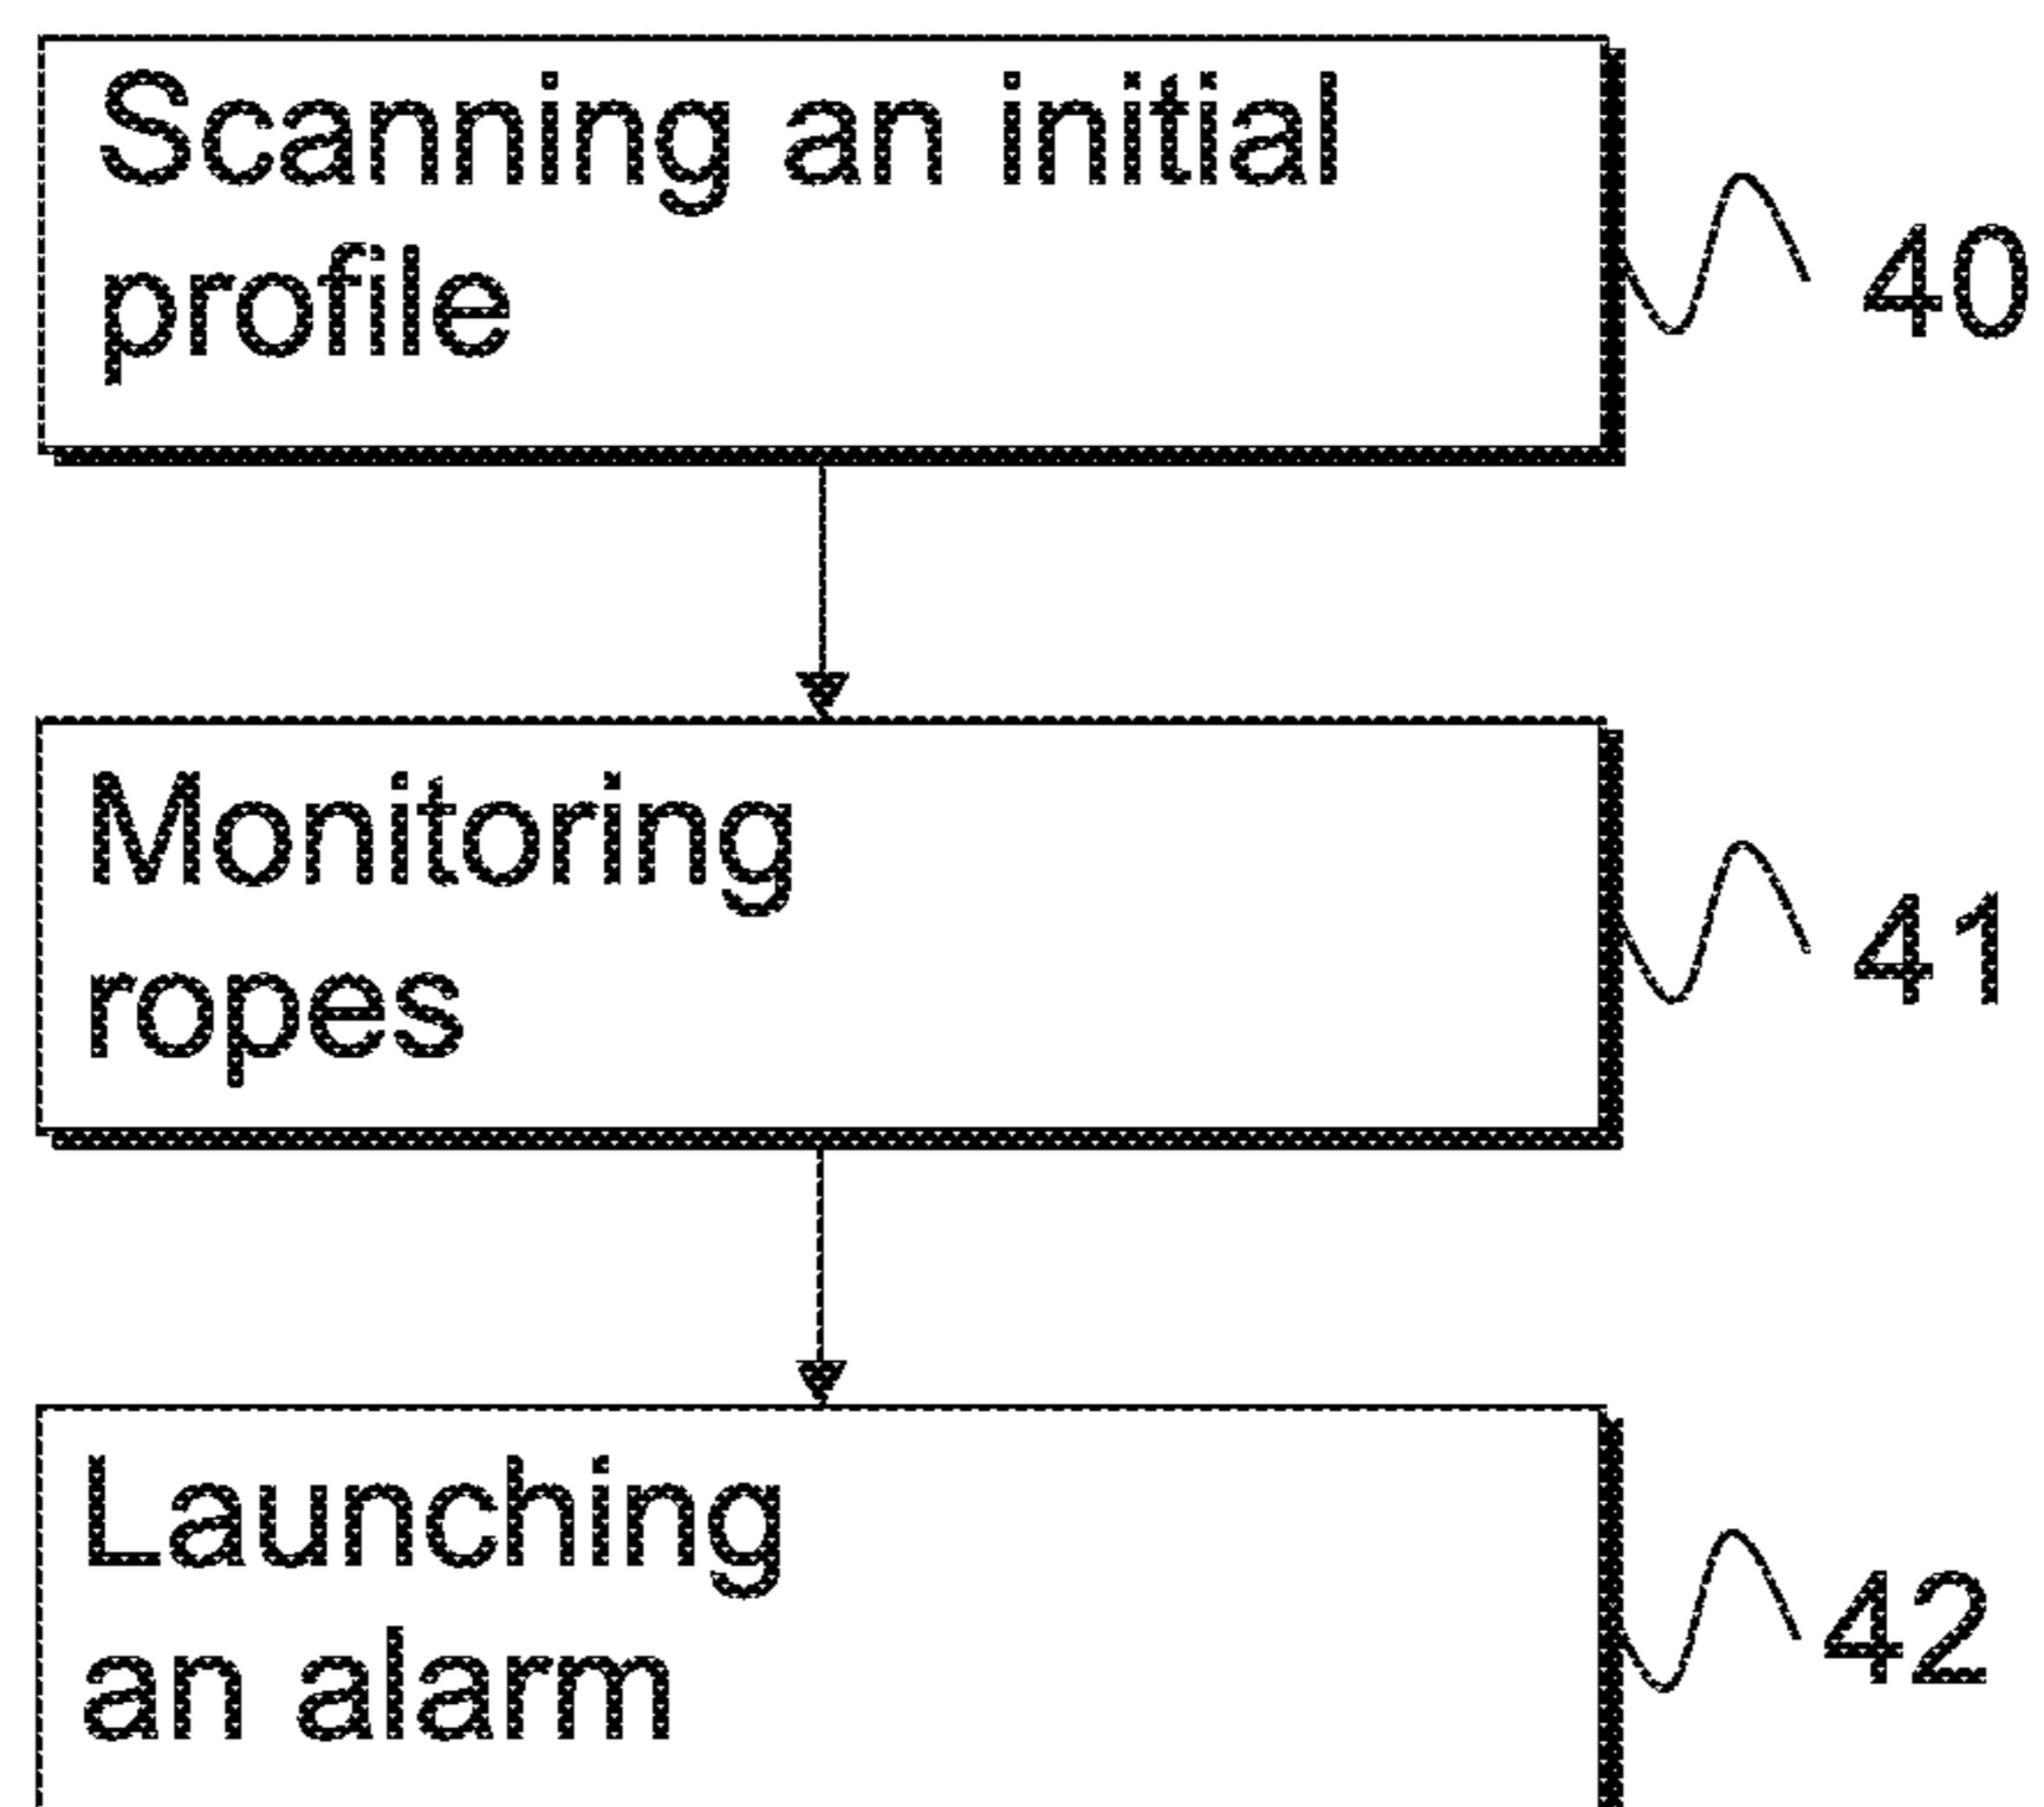 Scanning an initial
profile
40
Monitoring
ropes
41
Launching
an alarm
42